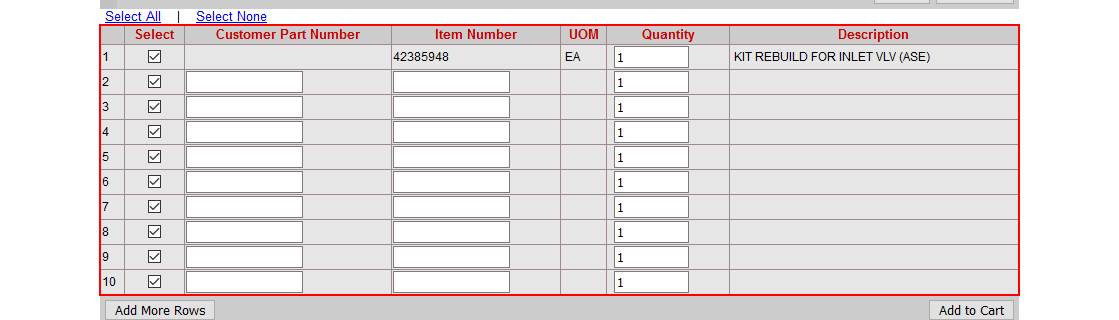 Select All | Select None
Select Customer Part Number Item Number UOM Quantity Description
1 42385948 EA 1 KIT REBUILD FOR INLET VLV (ASE)
2 1
3 1
4 1
5 1
6 1
7 1
8 1
9 1
10 1
Add More Rows Add to Cart